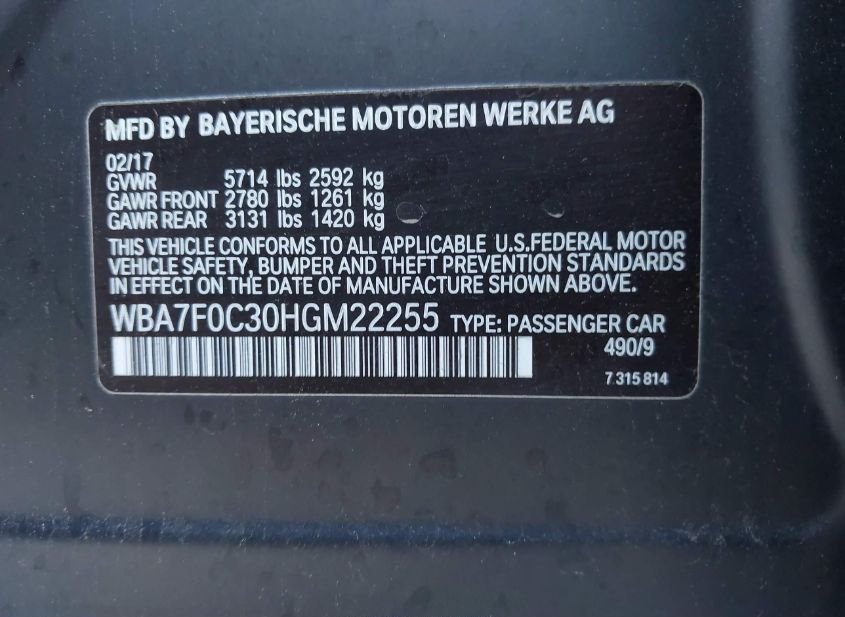 MFD BY BAYERISCHE MOTOREN WERKE AG
02/17
GVWR 5714 lbs 2592 kg
GAWR FRONT 2780 lbs 1261 kg
GAWR REAR 3131 lbs 1420 kg
THIS VEHICLE CONFORMS TO ALL APPLICABLE U.S.FEDERAL MOTOR
VEHICLE SAFETY, BUMPER AND THEFT PREVENTION STANDARDS
IN EFFECT ON THE DATE OF MANUFACTURE SHOWN ABOVE.
WBA7F0C30HGM22255 TYPE: PASSENGER CAR
490/9
7 315 814